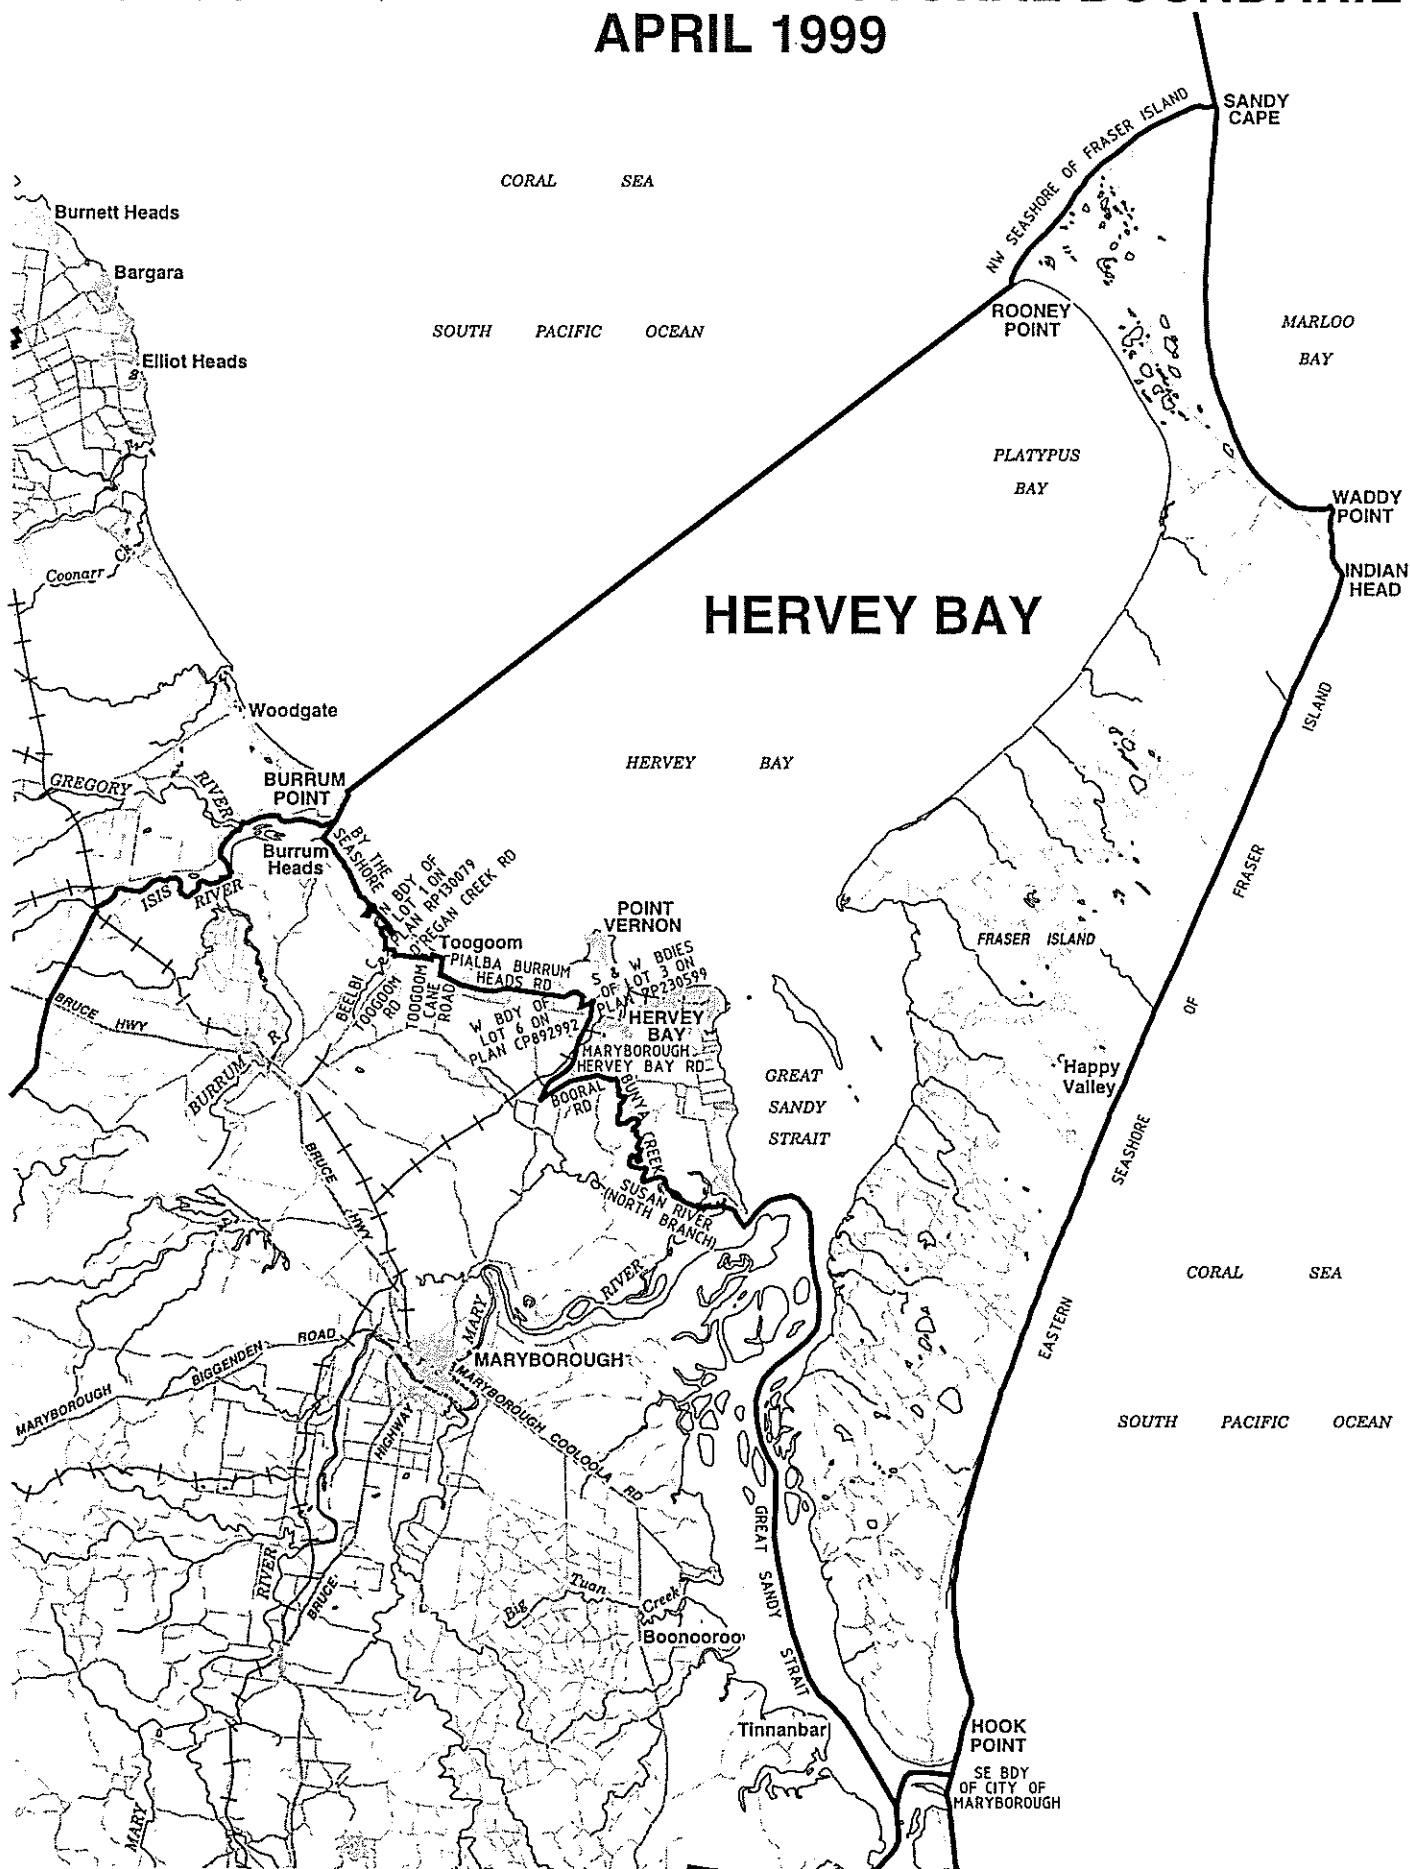 APRIL 1999
SANDY
CAPE
NW SEASHORE OF FRASER ISLAND
CORAL SEA
Burnett Heads
Bargara
SOUTH PACIFIC OCEAN
ROONEY
POINT
MARLOO
BAY
Elliot Heads
PLATYPUS
BAY
WADDY
POINT
INDIAN
HEAD
Coonarr Ck
HERVEY BAY
Woodgate
ISLAND
HERVEY BAY
GREGORY RIVER
BURRUM
POINT
BY THE
SEASHORE
Burrum
Heads
N BDY OF
LOT 1 ON
PLAN RP130079
O'REGAN CREEK RD
ISIS RIVER
FRASER
POINT
VERNON
FRASER ISLAND
Toogoom
PIALBA BURRUM
HEADS RD
S & W BDIES
OF LOT 3 ON
PLAN RP230599
BEELBI CR
TOOGOOM
RD
TOOGOOM
CANE
ROAD
W BDY OF
LOT 6 ON
PLAN CP892992
BRUCE HWY
OF
HERVEY
BAY
MARYBOROUGH
HERVEY BAY RD
BURRUM R
GREAT
SANDY
STRAIT
Happy
Valley
BOORAL
RD
BUNYA CREEK
SEASHORE
BRUCE HWY
SUSAN RIVER
(NORTH BRANCH)
CORAL SEA
MARY RIVER
EASTERN
MARYBOROUGH BIGGENDEN ROAD
MARYBOROUGH
MARYBOROUGH COOLOOLA RD
SOUTH PACIFIC OCEAN
BRUCE HIGHWAY
GREAT SANDY STRAIT
RIVER
Big Tuan Creek
Boonooroo
Tinnanbar
HOOK
POINT
SE BDY
OF CITY OF
MARYBOROUGH
MARY